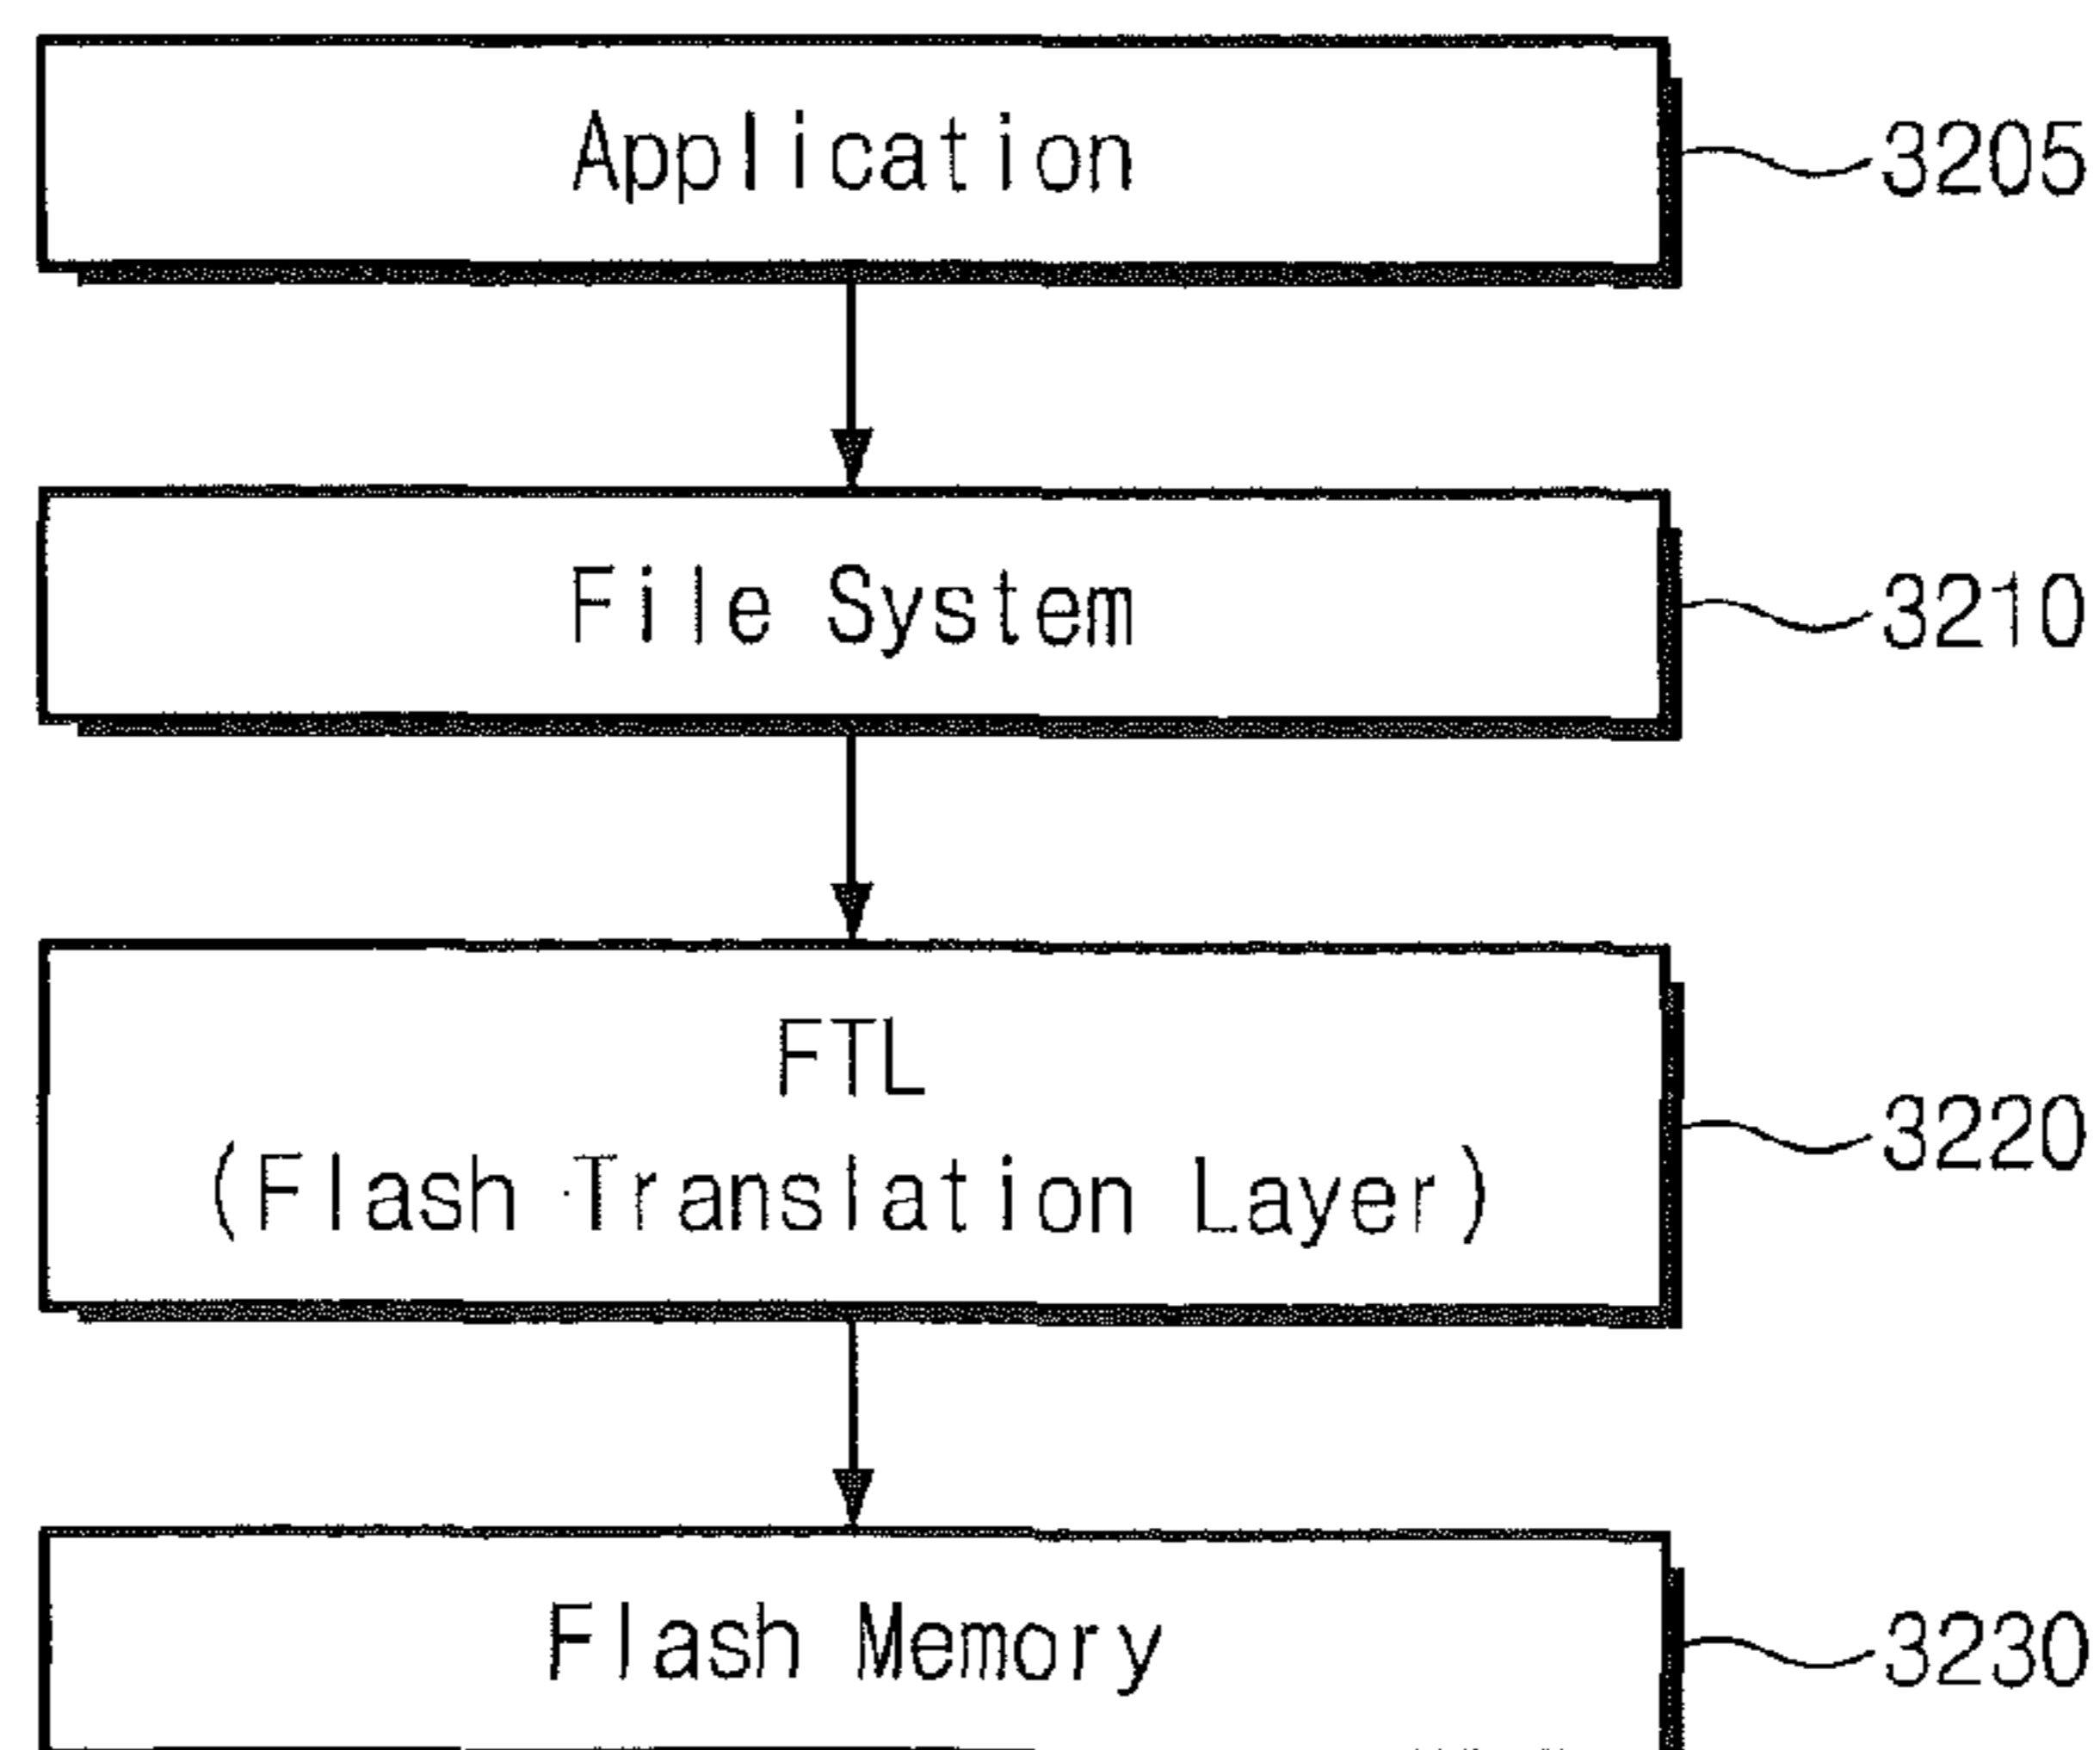 Application
3205
File System
3210
FTL
(Flash Translation Layer)
3220
Flash Memory
3230